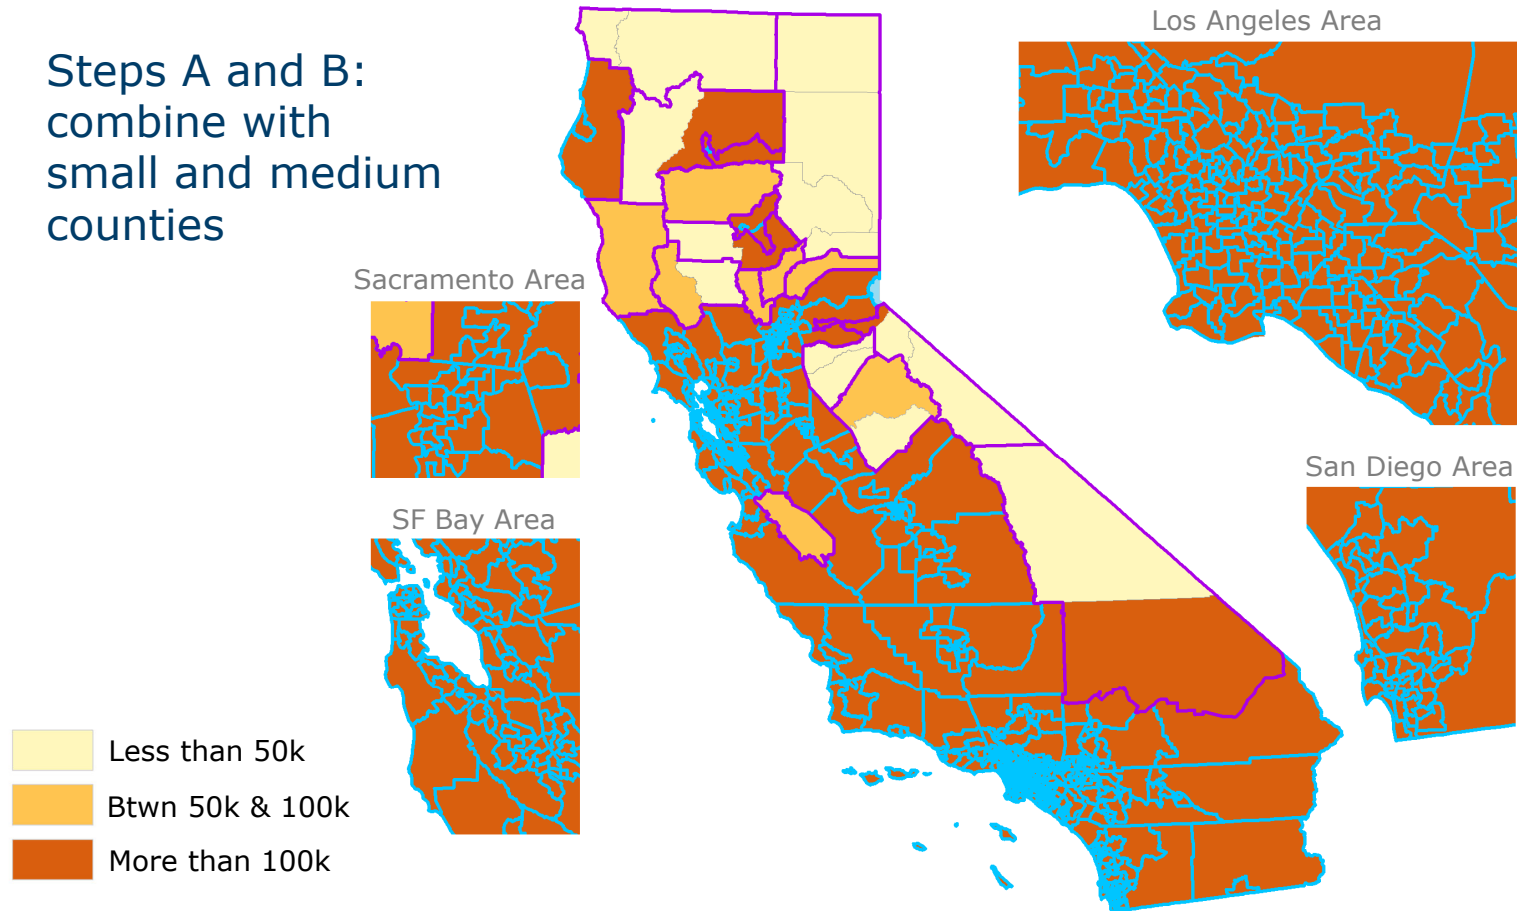 Steps A and B:
combine with
small and medium
counties
Los Angeles Area
Sacramento Area
San Diego Area
SF Bay Area
Less than 50k
Btwn 50k & 100k
More than 100k